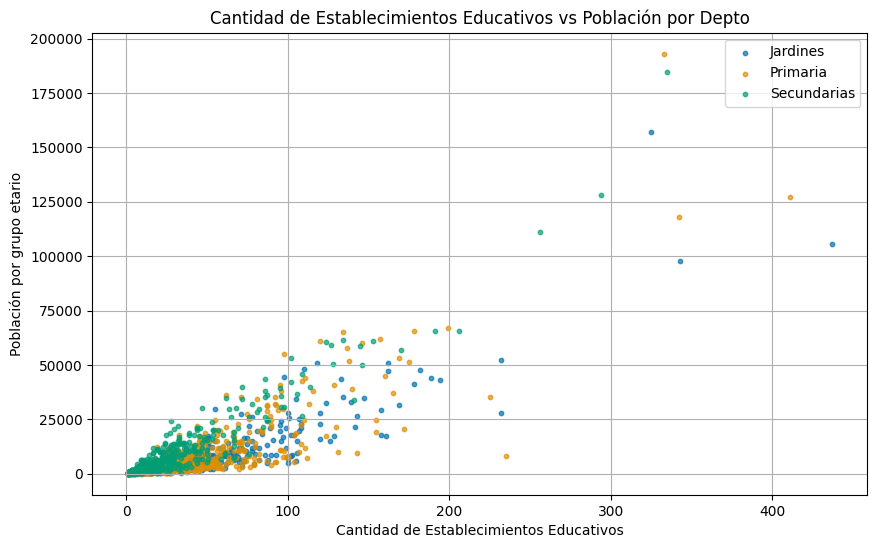 Cantidad de Establecimientos Educativos vs Población por Depto
200000
175000
150000
125000
100000
75000
50000
25000
0
Población por grupo etario
Jardines
Primaria
Secundarias
0 100 200 300 400
Cantidad de Establecimientos Educativos